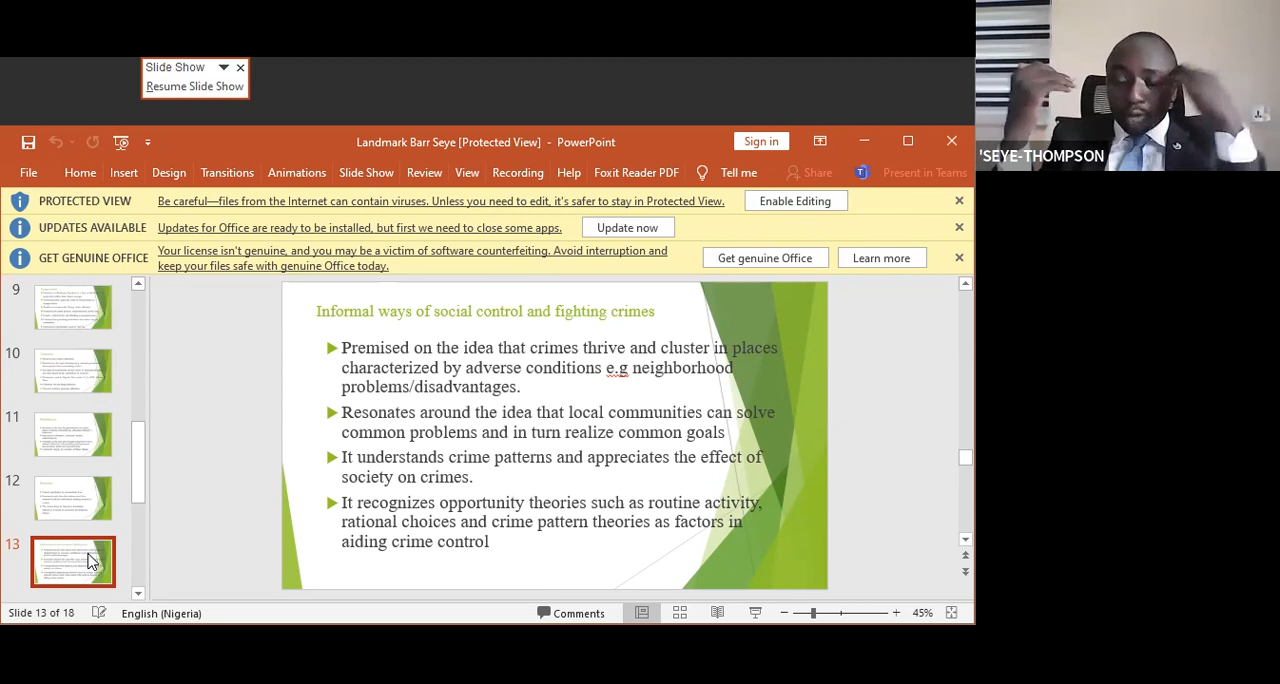 Slide Show
Resume Slide Show
Landmark Barr Seye [Protected View] - PowerPoint
Sign in
File Home Insert Design Transitions Animations Slide Show Review View Recording Help Foxit Reader PDF Tell me Share Present in Teams
PROTECTED VIEW Be careful—files from the Internet can contain viruses. Unless you need to edit, it's safer to stay in Protected View. Enable Editing
UPDATES AVAILABLE Updates for Office are ready to be installed, but first we need to close some apps. Update now
GET GENUINE OFFICE Your license isn't genuine, and you may be a victim of software counterfeiting. Avoid interruption and
keep your files safe with genuine Office today.
Get genuine Office Learn more
9
10
11
12
13
Informal ways of social control and fighting crimes
Premised on the idea that crimes thrive and cluster in places
characterized by adverse conditions e.g neighborhood
problems/disadvantages.
Resonates around the idea that local communities can solve
common problems and in turn realize common goals
It understands crime patterns and appreciates the effect of
society on crimes.
It recognizes opportunity theories such as routine activity,
rational choices and crime pattern theories as factors in
aiding crime control
Slide 13 of 18 English (Nigeria) Comments 45%
'SEYE-THOMPSON